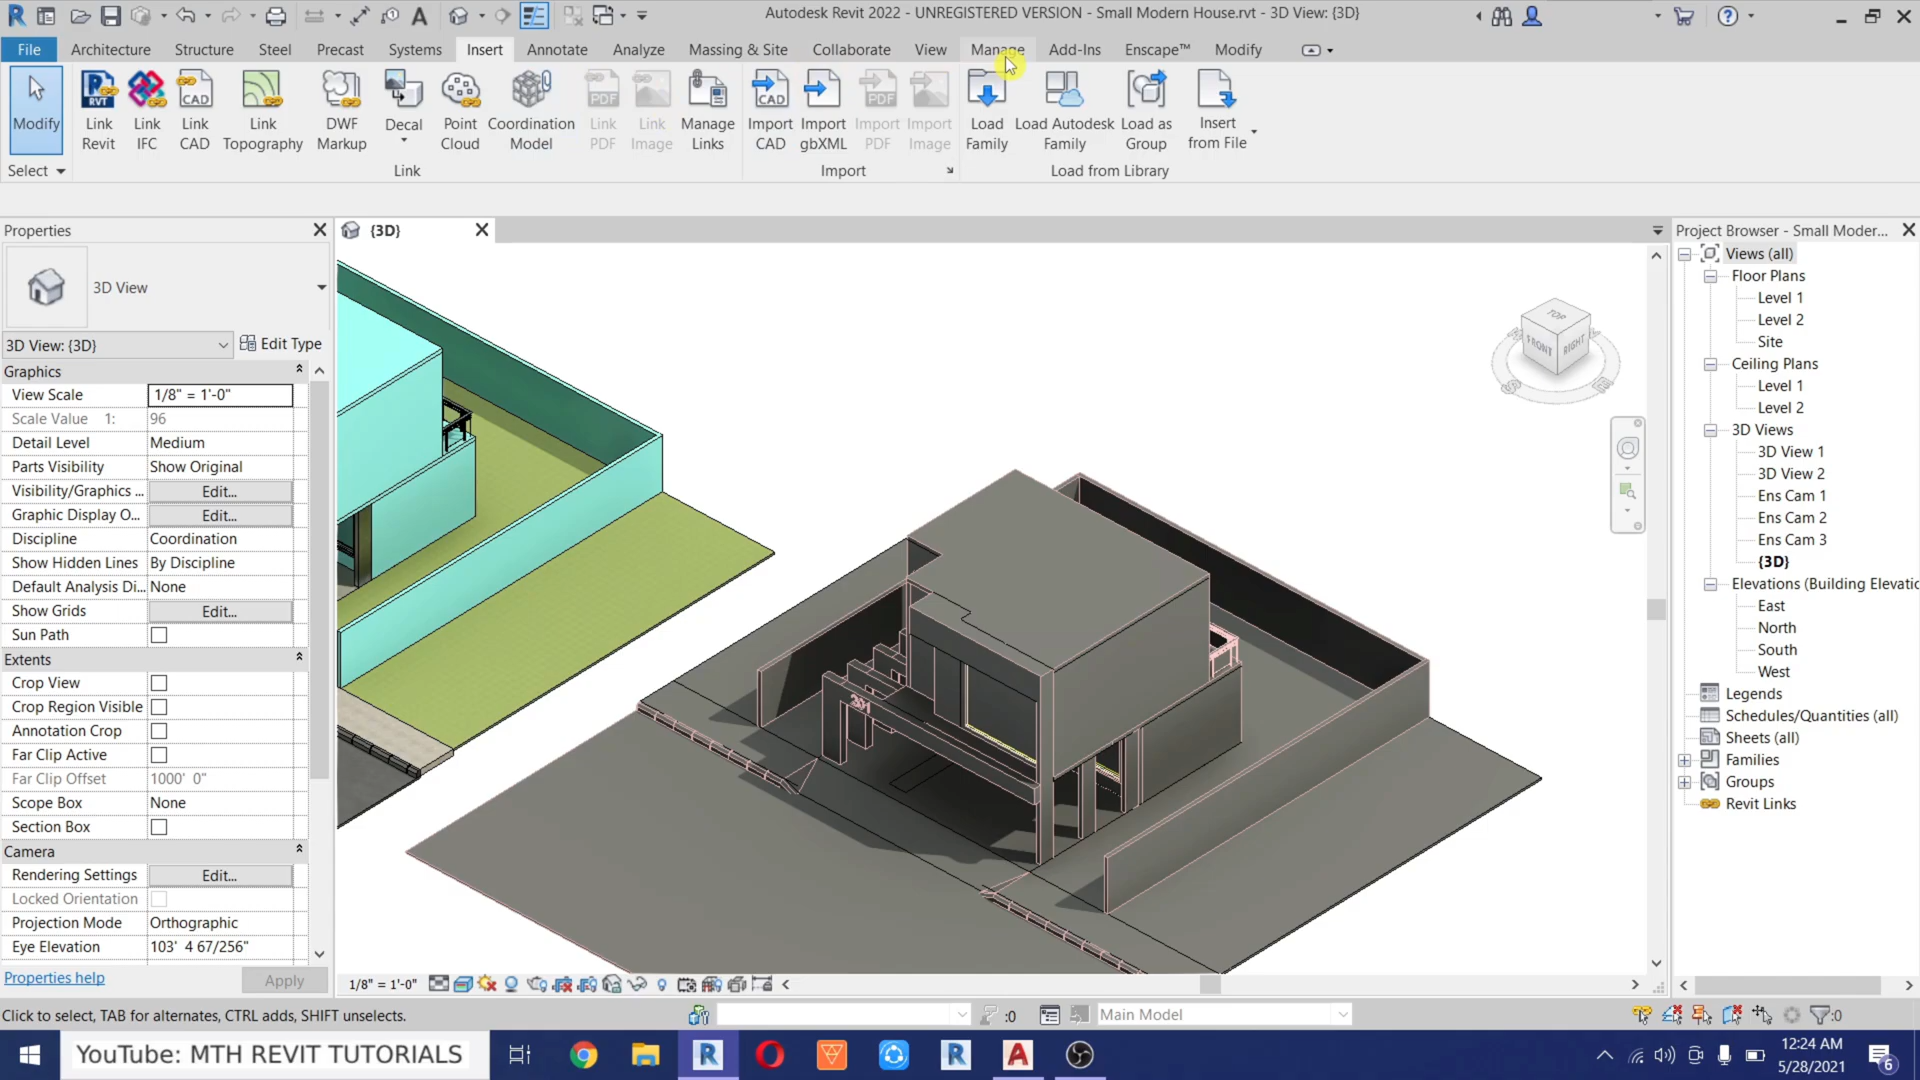 Autodesk Revit 2022 - UNREGISTERED VERSION - Small Modern House.rvt - 3D View: {3D}
File Architecture Structure Steel Precast Systems Insert Annotate Analyze Massing & Site Collaborate View Manage Add-Ins Enscape™ Modify
Modify
Link Revit
Link IFC
Link CAD
Link Topography
DWF Markup
Decal
Point Cloud
Coordination Model
Link PDF
Link Image
Manage Links
Import CAD
Import gbXML
Import PDF
Import Image
Load Family
Load Autodesk Family
Load as Group
Insert from File
Select Link Import Load from Library
Properties
3D View
3D View: {3D} Edit Type
Graphics
View Scale 1/8" = 1'-0"
Scale Value 1: 96
Detail Level Medium
Parts Visibility Show Original
Visibility/Graphics ... Edit...
Graphic Display O... Edit...
Discipline Coordination
Show Hidden Lines By Discipline
Default Analysis Di... None
Show Grids Edit...
Sun Path
Extents
Crop View
Crop Region Visible
Annotation Crop
Far Clip Active
Far Clip Offset 1000' 0"
Scope Box None
Section Box
Camera
Rendering Settings Edit...
Locked Orientation
Projection Mode Orthographic
Eye Elevation 103' 4 67/256"
Properties help Apply
{3D}
TOP
FRONT RIGHT
1/8" = 1'-0"
Project Browser - Small Moder...
Views (all)
Floor Plans
Level 1
Level 2
Site
Ceiling Plans
Level 1
Level 2
3D Views
3D View 1
3D View 2
Ens Cam 1
Ens Cam 2
Ens Cam 3
{3D}
Elevations (Building Elevatio
East
North
South
West
Legends
Schedules/Quantities (all)
Sheets (all)
Families
Groups
Revit Links
Click to select, TAB for alternates, CTRL adds, SHIFT unselects.
:0
Main Model
:0
YouTube: MTH REVIT TUTORIALS
12:24 AM
5/28/2021
6